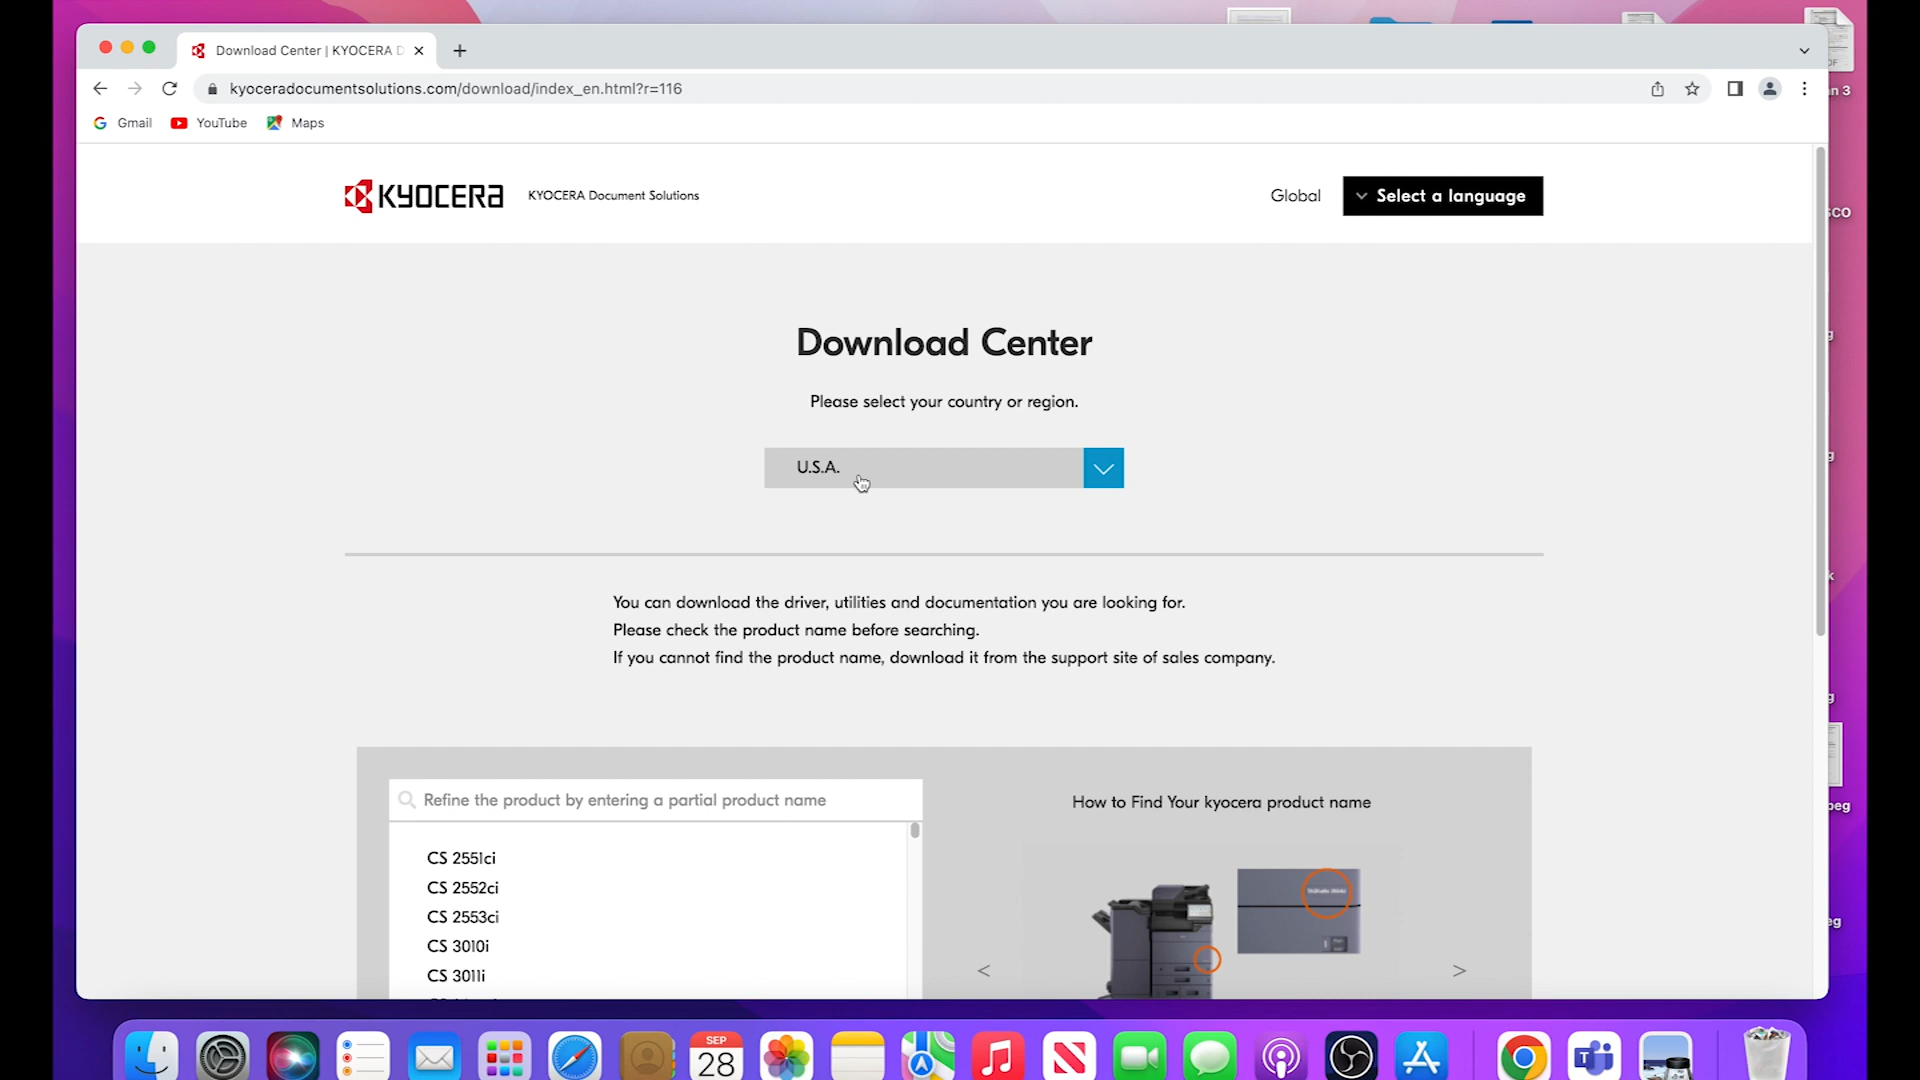 Download Center | KYOCERA D
kyoceradocumentsolutions.com/download/index_en.html?r=116
Gmail
YouTube
Maps
KYOCERA
KYOCERA Document Solutions
Global
Select a language
Download Center
Please select your country or region.
U.S.A.
You can download the driver, utilities and documentation you are looking for.
Please check the product name before searching.
If you cannot find the product name, download it from the support site of sales company.
Refine the product by entering a partial product name
How to Find Your kyocera product name
CS 2551ci
CS 2552ci
CS 2553ci
CS 3010i
CS 3011i
<
>
n 3
SCO
peg
eg
SEP
28